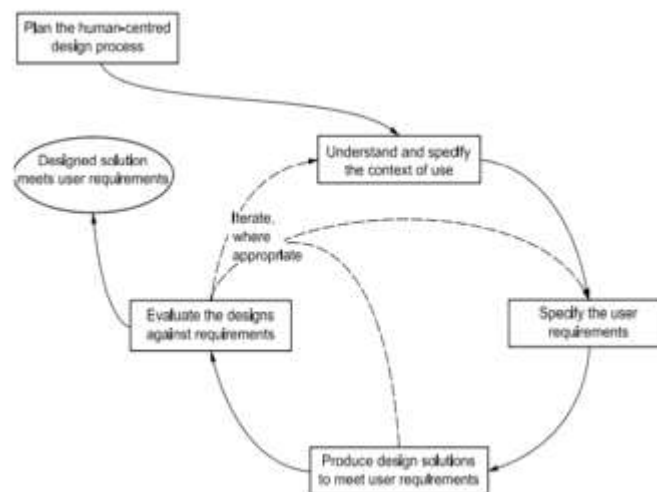 Plan the human-centred
design process
Understand and specify
the context of use
Designed solution
meets user requirements
Iterate,
where
appropriate
Evaluate the designs
against requirements
Specify the user
requirements
Produce design solutions
to meet user requirements